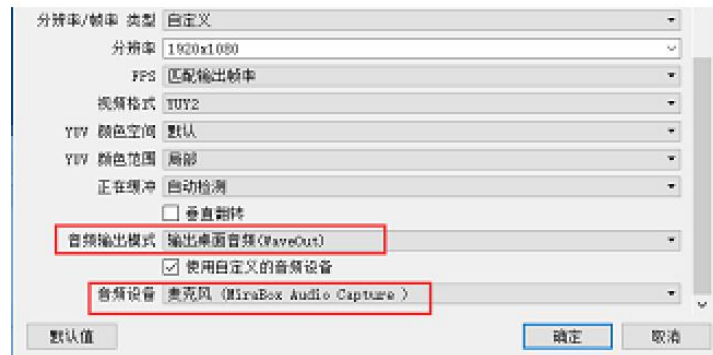 分辨率/帧率 类型 自定义
分辨率 1920x1080
FPS 匹配输出帧率
视频格式 YUY2
YUV 颜色空间 默认
YUV 颜色范围 局部
正在缓冲 自动检测
垂直翻转
音频输出模式 输出桌面音频(WaveOut)
使用自定义的音频设备
音频设备 麦克风 (MiraBox Audio Capture )
默认值 确定 取消